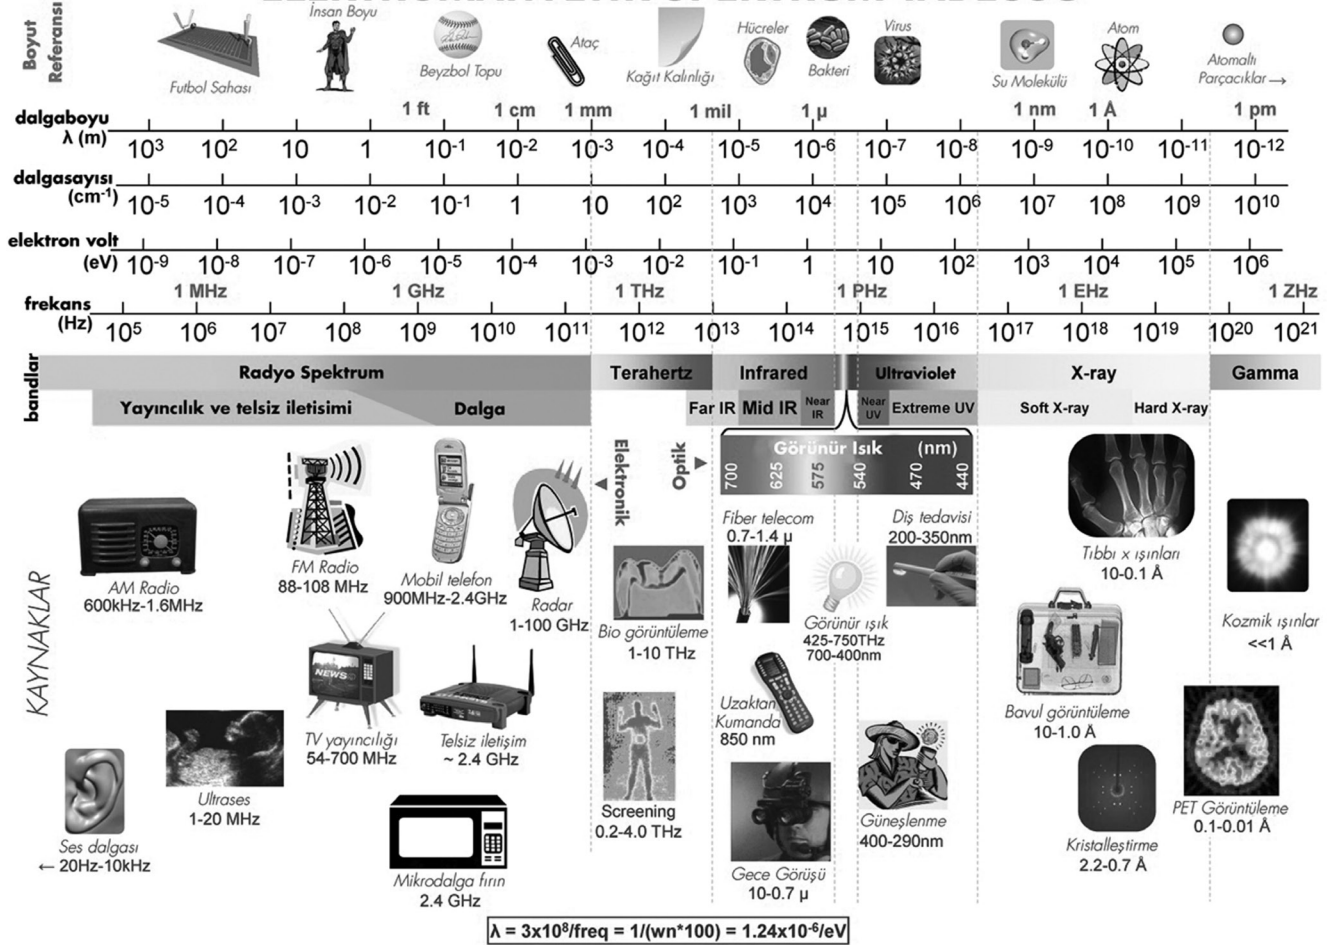 Boyut Referansı
Futbol Sahası
İnsan Boyu
Beyzbol Topu
Ataç
Kağıt Kalınlığı
Hücreler
Bakteri
Virus
Su Molekülü
Atom
Atomaltı Parçacıklar →
1 ft 1 cm 1 mm 1 mil 1 µ 1 nm 1 Å 1 pm
dalgaboyu
λ (m)
10³ 10² 10 1 10⁻¹ 10⁻² 10⁻³ 10⁻⁴ 10⁻⁵ 10⁻⁶ 10⁻⁷ 10⁻⁸ 10⁻⁹ 10⁻¹⁰ 10⁻¹¹ 10⁻¹²
dalgasayısı
(cm⁻¹)
10⁻⁵ 10⁻⁴ 10⁻³ 10⁻² 10⁻¹ 1 10 10² 10³ 10⁴ 10⁵ 10⁶ 10⁷ 10⁸ 10⁹ 10¹⁰
elektron volt
(eV)
10⁻⁹ 10⁻⁸ 10⁻⁷ 10⁻⁶ 10⁻⁵ 10⁻⁴ 10⁻³ 10⁻² 10⁻¹ 1 10 10² 10³ 10⁴ 10⁵ 10⁶
1 MHz 1 GHz 1 THz 1 PHz 1 EHz 1 ZHz
frekans
(Hz)
10⁵ 10⁶ 10⁷ 10⁸ 10⁹ 10¹⁰ 10¹¹ 10¹² 10¹³ 10¹⁴ 10¹⁵ 10¹⁶ 10¹⁷ 10¹⁸ 10¹⁹ 10²⁰ 10²¹
bandlar
Radyo Spektrum Terahertz Infrared Ultraviolet X-ray Gamma
Yayıncılık ve telsiz iletisimi Dalga Far IR Mid IR Near IR Near UV Extreme UV Soft X-ray Hard X-ray
Elektronik
Optik
Görünür Isık (nm)
700 625 575 540 470 440
KAYNAKLAR
AM Radio
600kHz-1.6MHz
FM Radio
88-108 MHz
Mobil telefon
900MHz-2.4GHz
Radar
1-100 GHz
Bio görüntüleme
1-10 THz
Fiber telecom
0.7-1.4 µ
Görünür ışık
425-750THz
700-400nm
Diş tedavisi
200-350nm
Tıbbı x ışınları
10-0.1 Å
Kozmik ışınlar
<<1 Å
NEWS
TV yayıncılığı
54-700 MHz
Telsiz iletişim
~ 2.4 GHz
Uzaktan
Kumanda
850 nm
Bavul görüntüleme
10-1.0 Å
Ses dalgası
← 20Hz-10kHz
Ultrases
1-20 MHz
Mikrodalga fırın
2.4 GHz
Screening
0.2-4.0 THz
Gece Görüşü
10-0.7 µ
Güneşlenme
400-290nm
Kristalleştirme
2.2-0.7 Å
PET Görüntüleme
0.1-0.01 Å
λ = 3x10⁸/freq = 1/(wn*100) = 1.24x10⁻⁶/eV